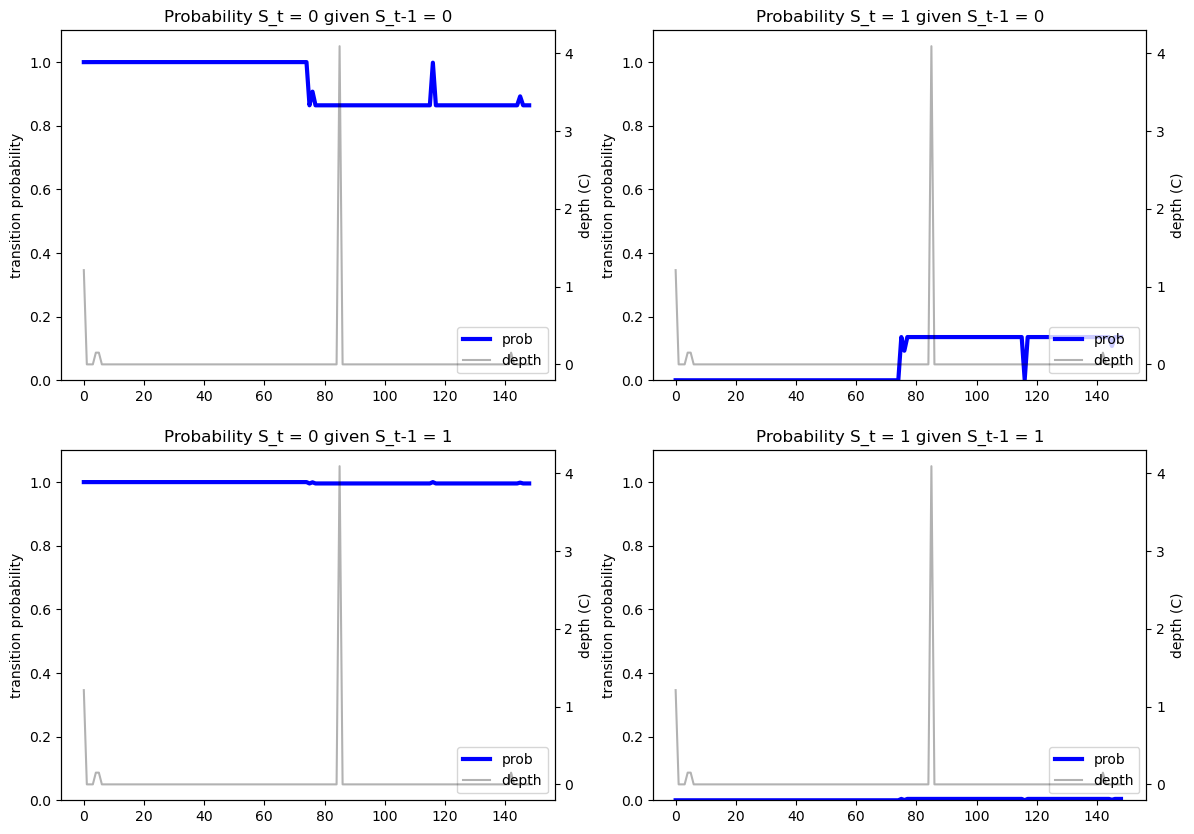 Probability S_t = 0 given S_t-1 = 0
transition probability
1.0
0.8
0.6
0.4
0.2
0.0
0 20 40 60 80 100 120 140
4
3
2
1
0
depth (C)
prob
depth
Probability S_t = 1 given S_t-1 = 0
transition probability
1.0
0.8
0.6
0.4
0.2
0.0
0 20 40 60 80 100 120 140
4
3
2
1
0
depth (C)
prob
depth
Probability S_t = 0 given S_t-1 = 1
transition probability
1.0
0.8
0.6
0.4
0.2
0.0
0 20 40 60 80 100 120 140
4
3
2
1
0
depth (C)
prob
depth
Probability S_t = 1 given S_t-1 = 1
transition probability
1.0
0.8
0.6
0.4
0.2
0.0
0 20 40 60 80 100 120 140
4
3
2
1
0
depth (C)
prob
depth